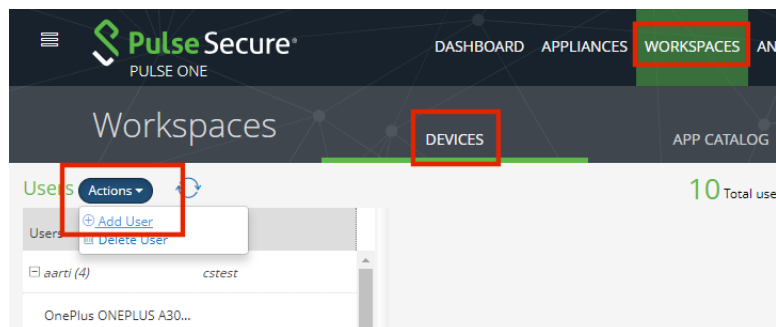 Pulse Secure®
PULSE ONE
DASHBOARD APPLIANCES WORKSPACES AN
Workspaces
DEVICES APP CATALOG
Users Actions 10 Total use
Add User
Users
Delete User
aarti (4) cstest
OnePlus ONEPLUS A30...